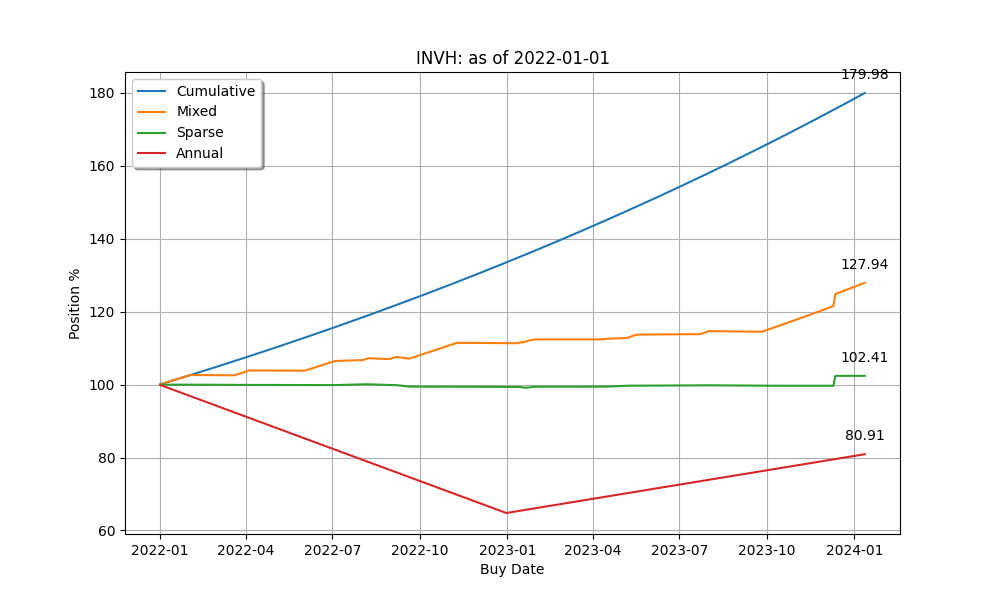 INVH: as of 2022-01-01
Cumulative
Mixed
Sparse
Annual
179.98
127.94
102.41
80.91
Position %
180
160
140
120
100
80
60
2022-01 2022-04 2022-07 2022-10 2023-01 2023-04 2023-07 2023-10 2024-01
Buy Date